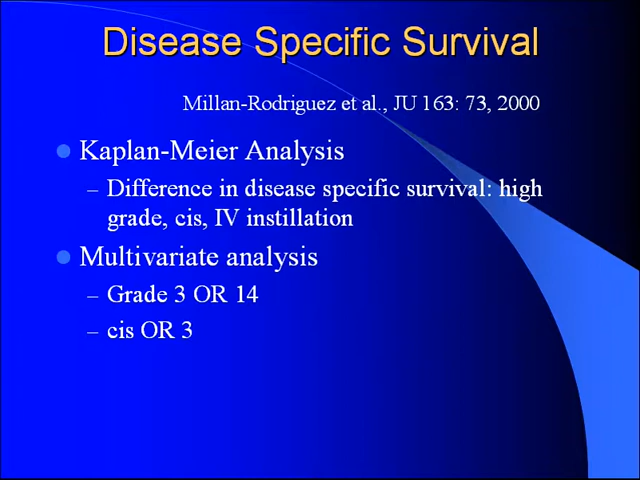 Disease Specific Survival
Millan-Rodriguez et al., JU 163: 73, 2000
Kaplan-Meier Analysis
– Difference in disease specific survival: high
grade, cis, IV instillation
Multivariate analysis
– Grade 3 OR 14
– cis OR 3